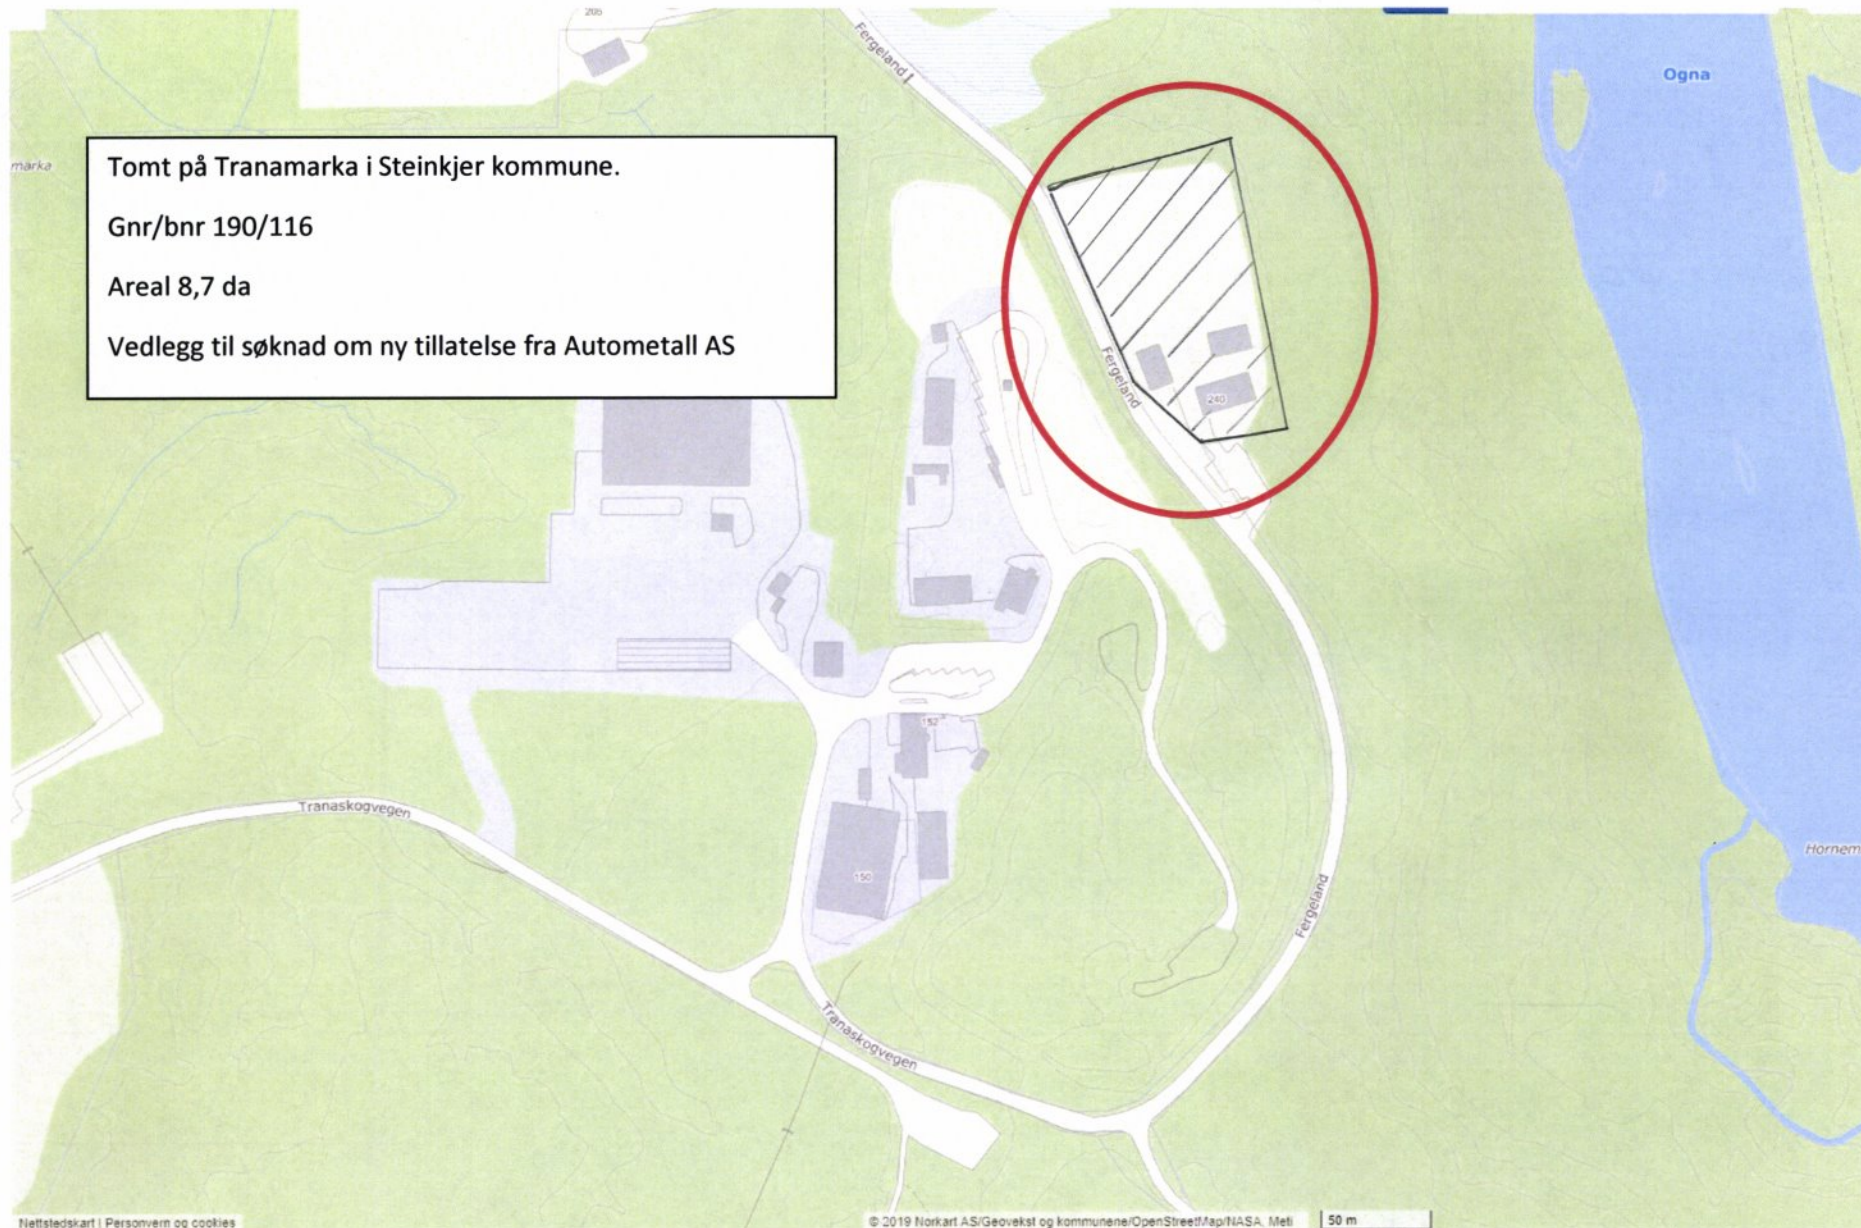 205
Fergeland
Ogna
marka
Tomt på Tranamarka i Steinkjer kommune.
Gnr/bnr 190/116
Areal 8,7 da
Vedlegg til søknad om ny tillatelse fra Autometall AS
Fergeland
240
152
Tranaskogvegen
150
Hornem
Fergeland
Tranaskogvegen
Nettstedskart | Personvern og cookies
© 2019 Norkart AS/Geovekst og kommunene/OpenStreetMap/NASA, Meti
50 m